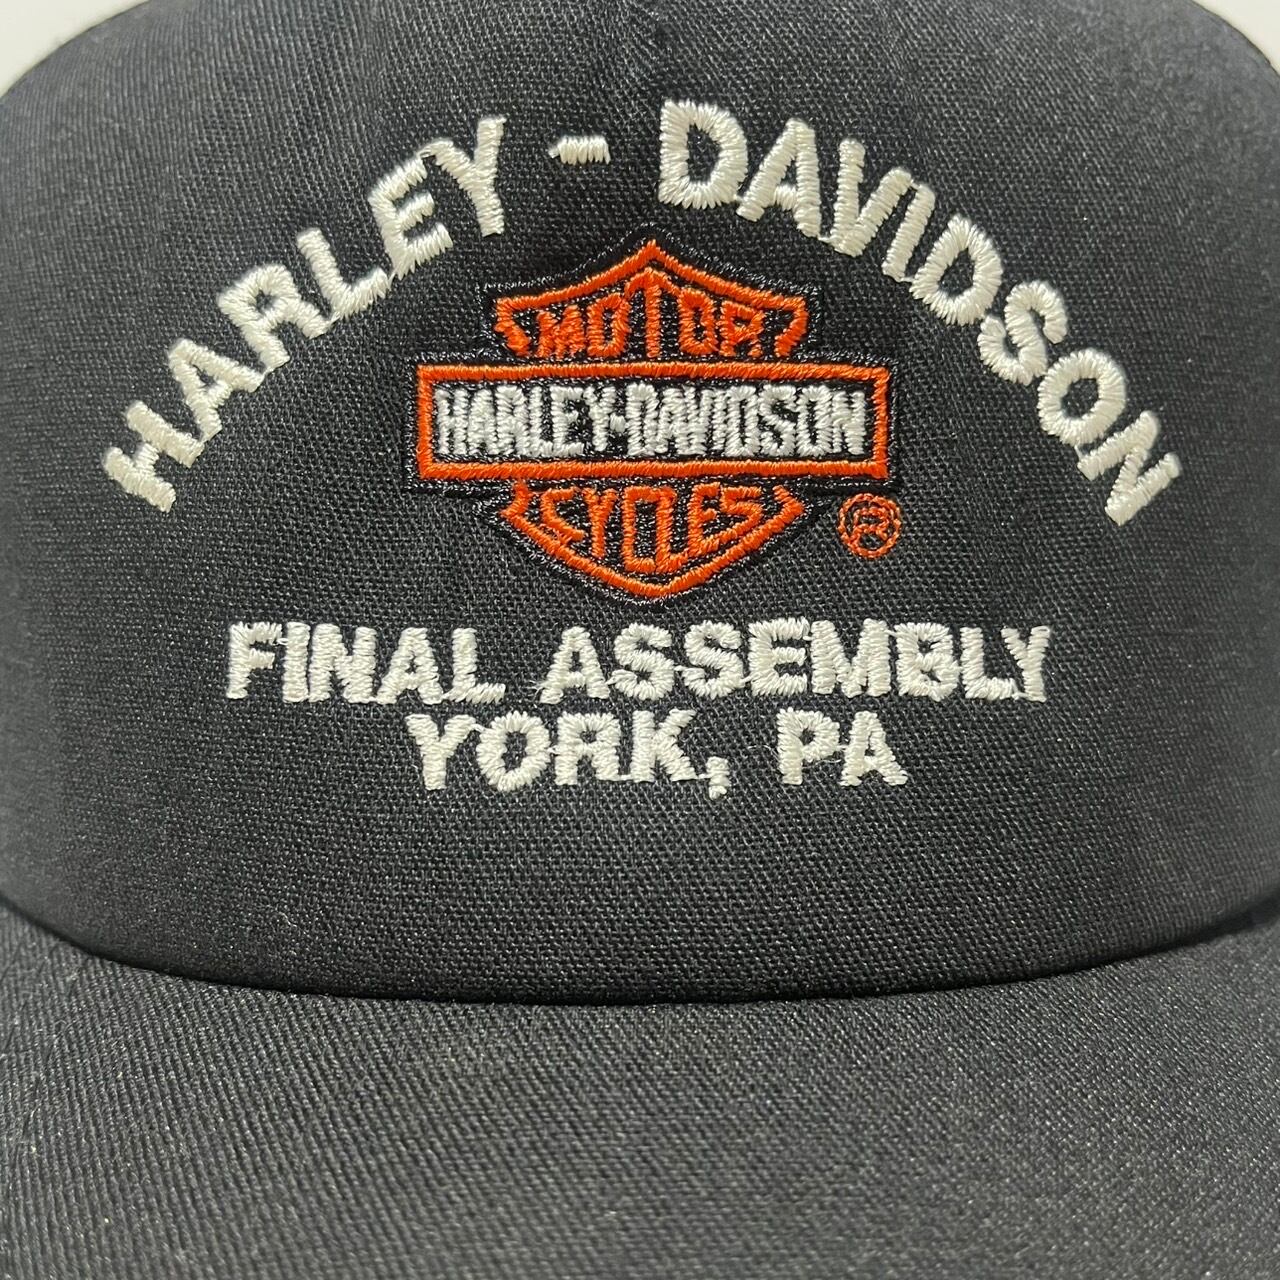 HARLEY - DAVIDSON
MOTOR
HARLEY-DAVIDSON
CYCLES
®
FINAL ASSEMBLY
YORK, PA